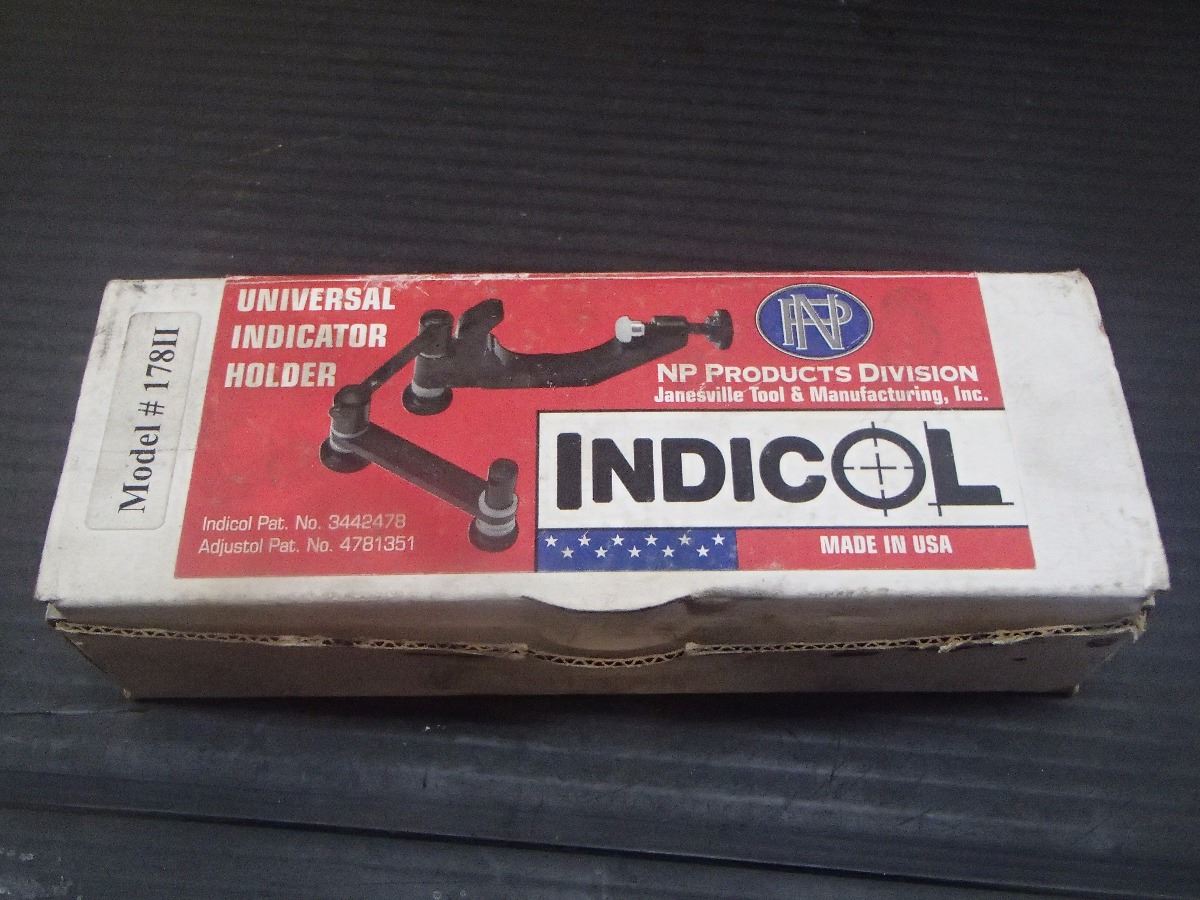 Model # 178II
UNIVERSAL
INDICATOR
HOLDER
Indicol Pat. No. 3442478
Adjustol Pat. No. 4781351
NP
NP PRODUCTS DIVISION
Janesville Tool & Manufacturing, Inc.
INDICOL
MADE IN USA